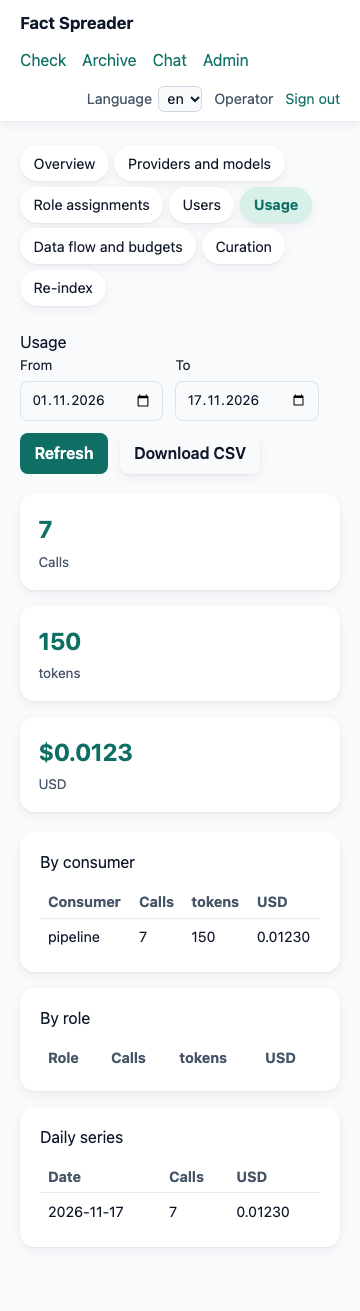 Fact Spreader
Check Archive Chat Admin
Language en Operator Sign out
Overview Providers and models
Role assignments Users Usage
Data flow and budgets Curation
Re-index
Usage
From To
01.11.2026 17.11.2026
Refresh Download CSV
7
Calls
150
tokens
$0.0123
USD
By consumer
Consumer Calls tokens USD
pipeline 7 150 0.01230
By role
Role Calls tokens USD
Daily series
Date Calls USD
2026-11-17 7 0.01230